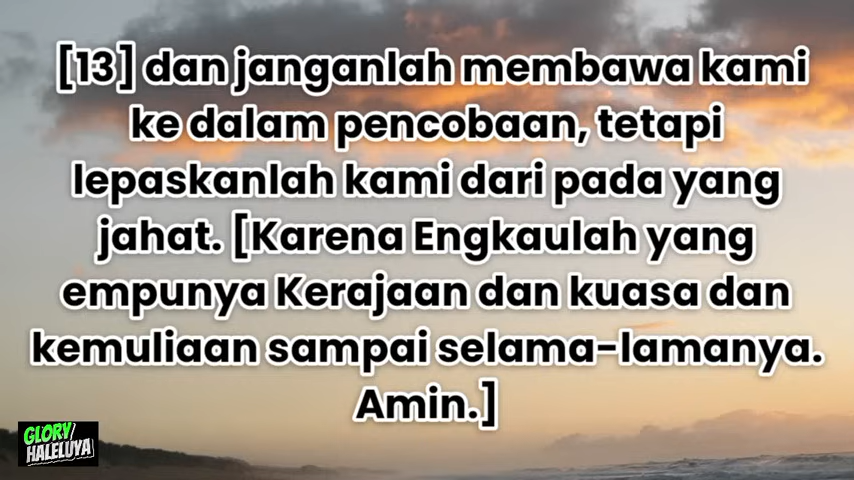 [13] dan janganlah membawa kami
ke dalam pencobaan, tetapi
lepaskanlah kami dari pada yang
jahat. [Karena Engkaulah yang
empunya Kerajaan dan kuasa dan
kemuliaan sampai selama-lamanya.
Amin.]
GLORY
HALELUYA